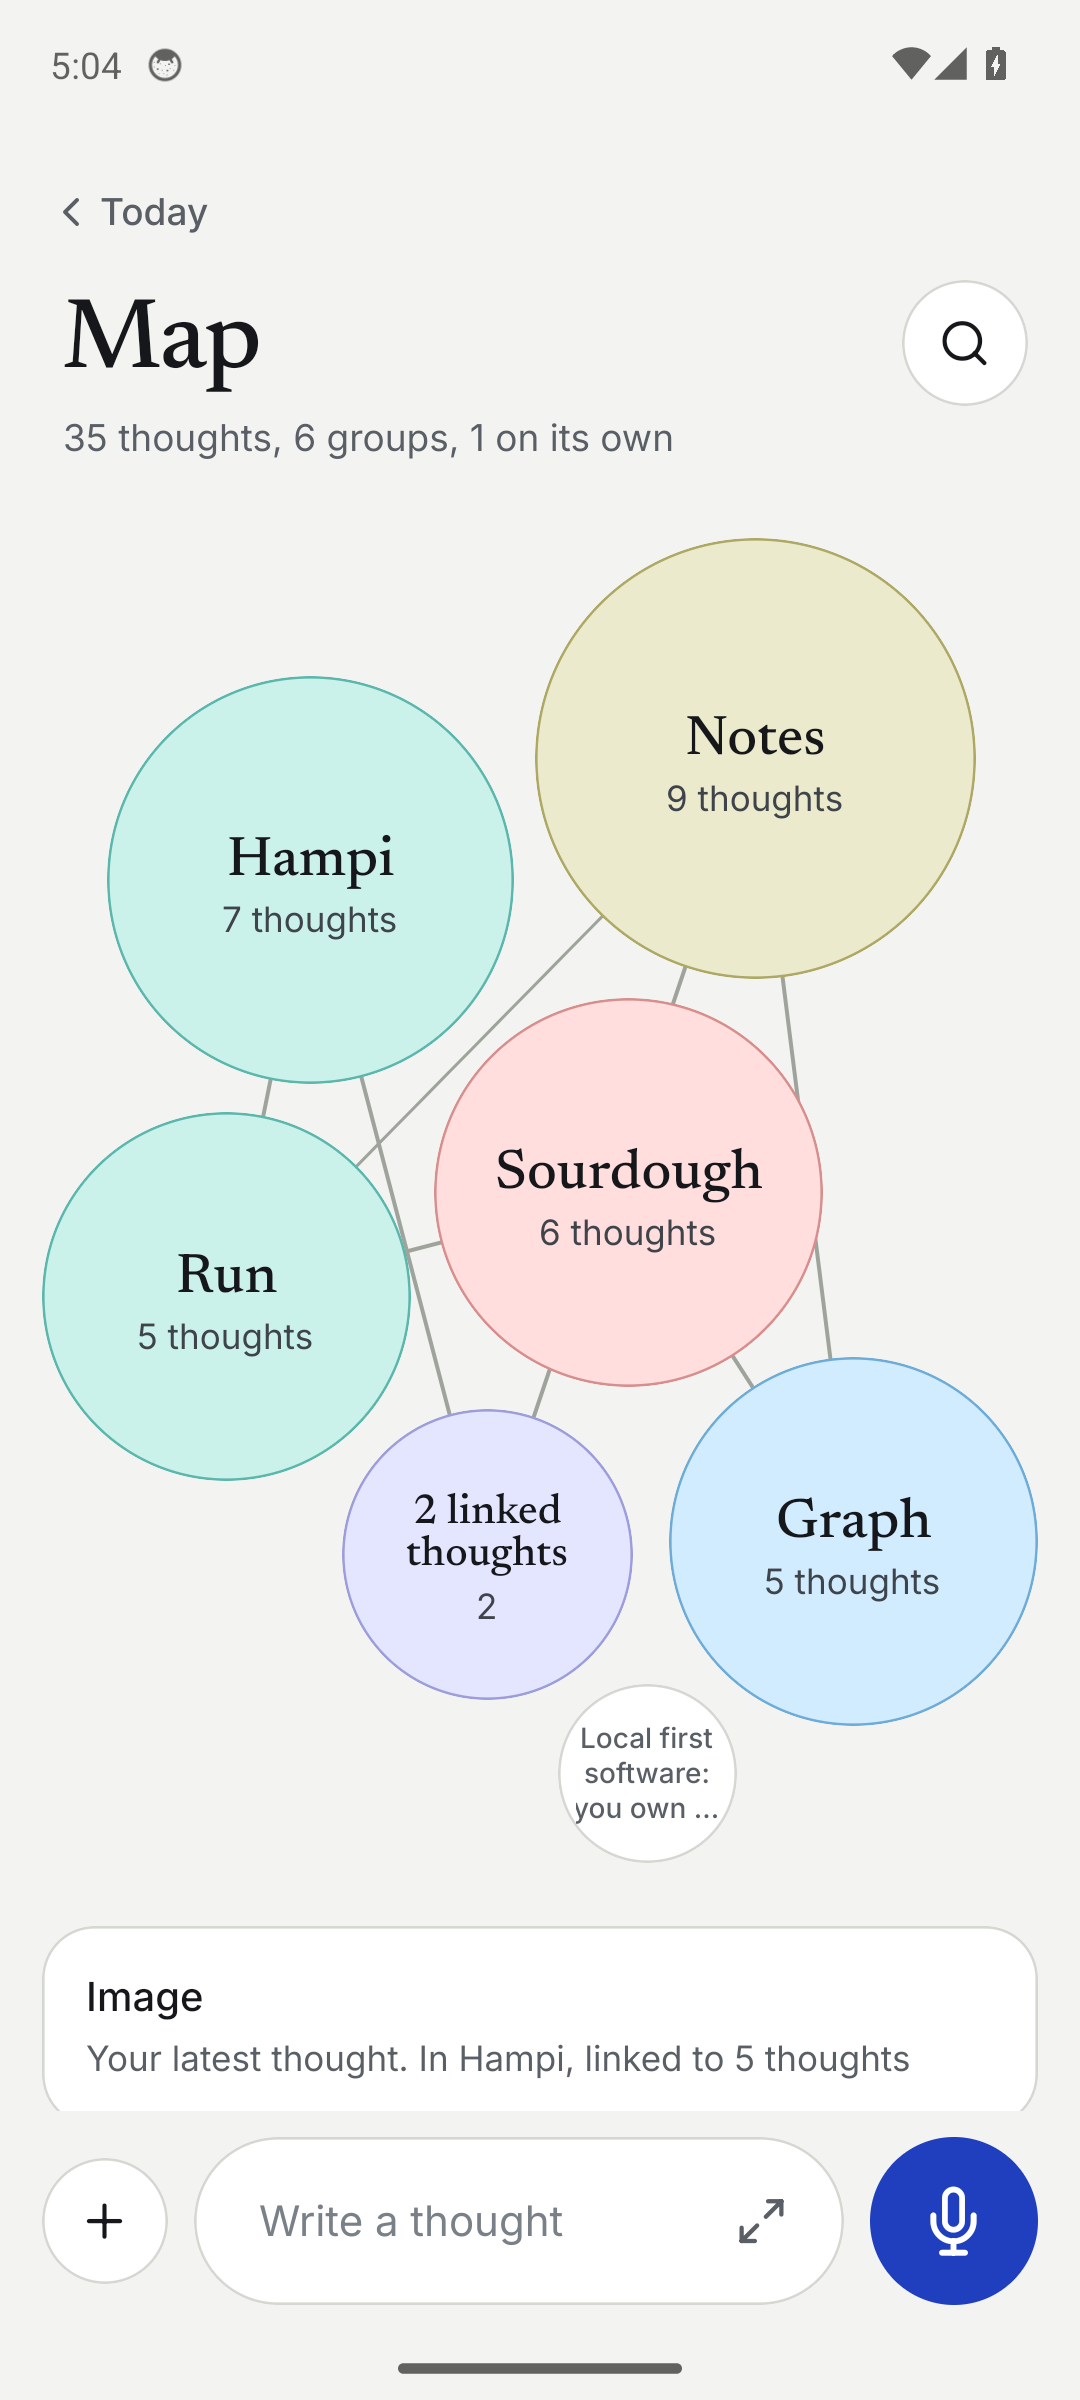 5:04
Today
Map
35 thoughts, 6 groups, 1 on its own
Notes
9 thoughts
Hampi
7 thoughts
Sourdough
6 thoughts
Run
5 thoughts
2 linked
thoughts
2
Graph
5 thoughts
Local first
software:
you own ...
Image
Your latest thought. In Hampi, linked to 5 thoughts
Write a thought